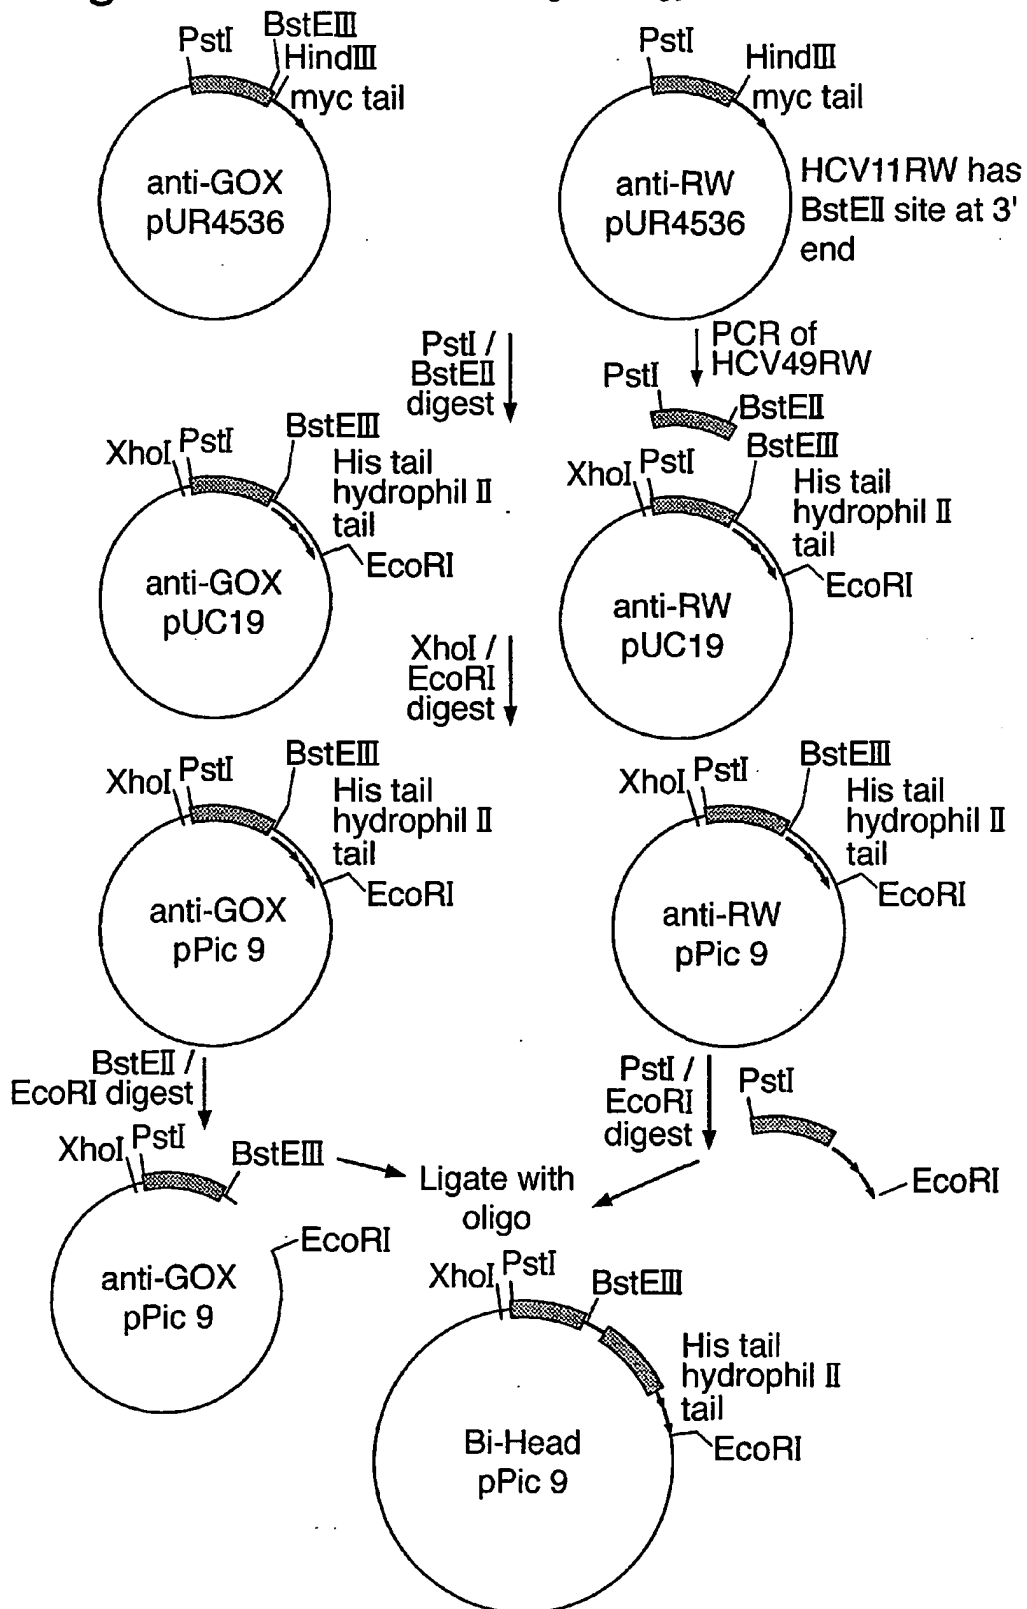 PstI
BstEIII
HindIII
myc tail
anti-GOX
pUR4536
PstI
HindIII
myc tail
anti-RW
pUR4536
HCV11RW has
BstEII site at 3'
end
PstI /
BstEII
digest
PCR of
HCV49RW
PstI
BstEII
XhoI
PstI
BstEIII
His tail
hydrophil II
tail
EcoRI
anti-GOX
pUC19
XhoI
PstI
BstEIII
His tail
hydrophil II
tail
EcoRI
anti-RW
pUC19
XhoI /
EcoRI
digest
XhoI
PstI
BstEIII
His tail
hydrophil II
tail
EcoRI
anti-GOX
pPic 9
XhoI
PstI
BstEIII
His tail
hydrophil II
tail
EcoRI
anti-RW
pPic 9
BstEII /
EcoRI digest
PstI /
EcoRI
digest
PstI
EcoRI
XhoI
PstI
BstEIII
EcoRI
anti-GOX
pPic 9
Ligate with
oligo
XhoI
PstI
BstEIII
His tail
hydrophil II
tail
EcoRI
Bi-Head
pPic 9